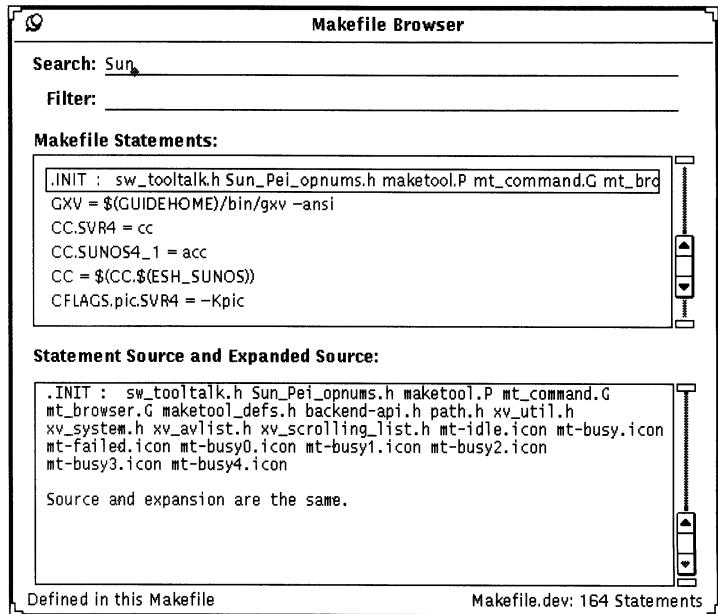 Makefile Browser
Search: Sun
Filter:
Makefile Statements:
.INIT : sw_tooltalk.h Sun_Pei_opnums.h maketool.P mt_command.G mt_bro
GXV = $(GUIDEHOME)/bin/gxv -ansi
CC.SVR4 = cc
CC.SUNOS4_1 = acc
CC = $(CC.$(ESH_SUNOS))
CFLAGS.pic.SVR4 = -Kpic
Statement Source and Expanded Source:
.INIT : sw_tooltalk.h Sun_Pei_opnums.h maketool.P mt_command.G
mt_browser.G maketool_defs.h backend-api.h path.h xv_util.h
xv_system.h xv_avlist.h xv_scrolling_list.h mt-idle.icon mt-busy.icon
mt-failed.icon mt-busy0.icon mt-busy1.icon mt-busy2.icon
mt-busy3.icon mt-busy4.icon
Source and expansion are the same.
Defined in this Makefile
Makefile.dev: 164 Statements